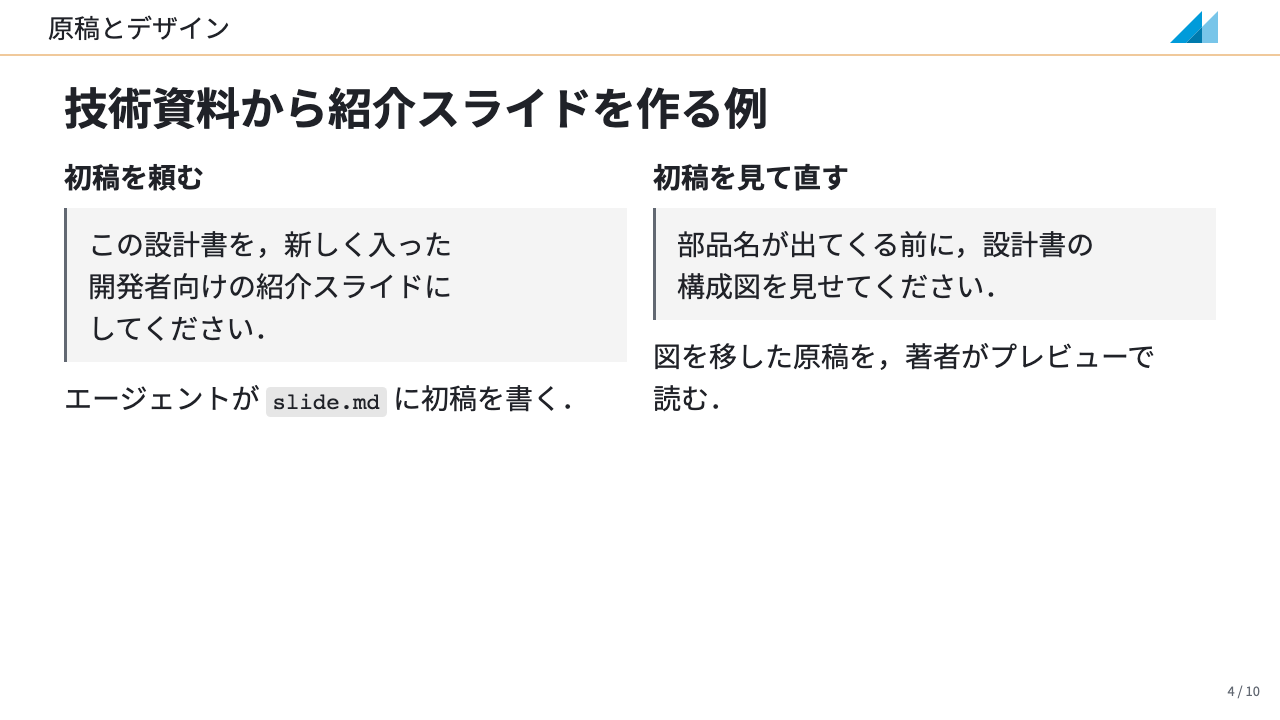 原稿とデザイン
技術資料から紹介スライドを作る例
初稿を頼む
この設計書を，新しく入った
開発者向けの紹介スライドに
してください．
エージェントが slide.md に初稿を書く．
初稿を見て直す
部品名が出てくる前に，設計書の
構成図を見せてください．
図を移した原稿を，著者がプレビューで
読む．
4 / 10